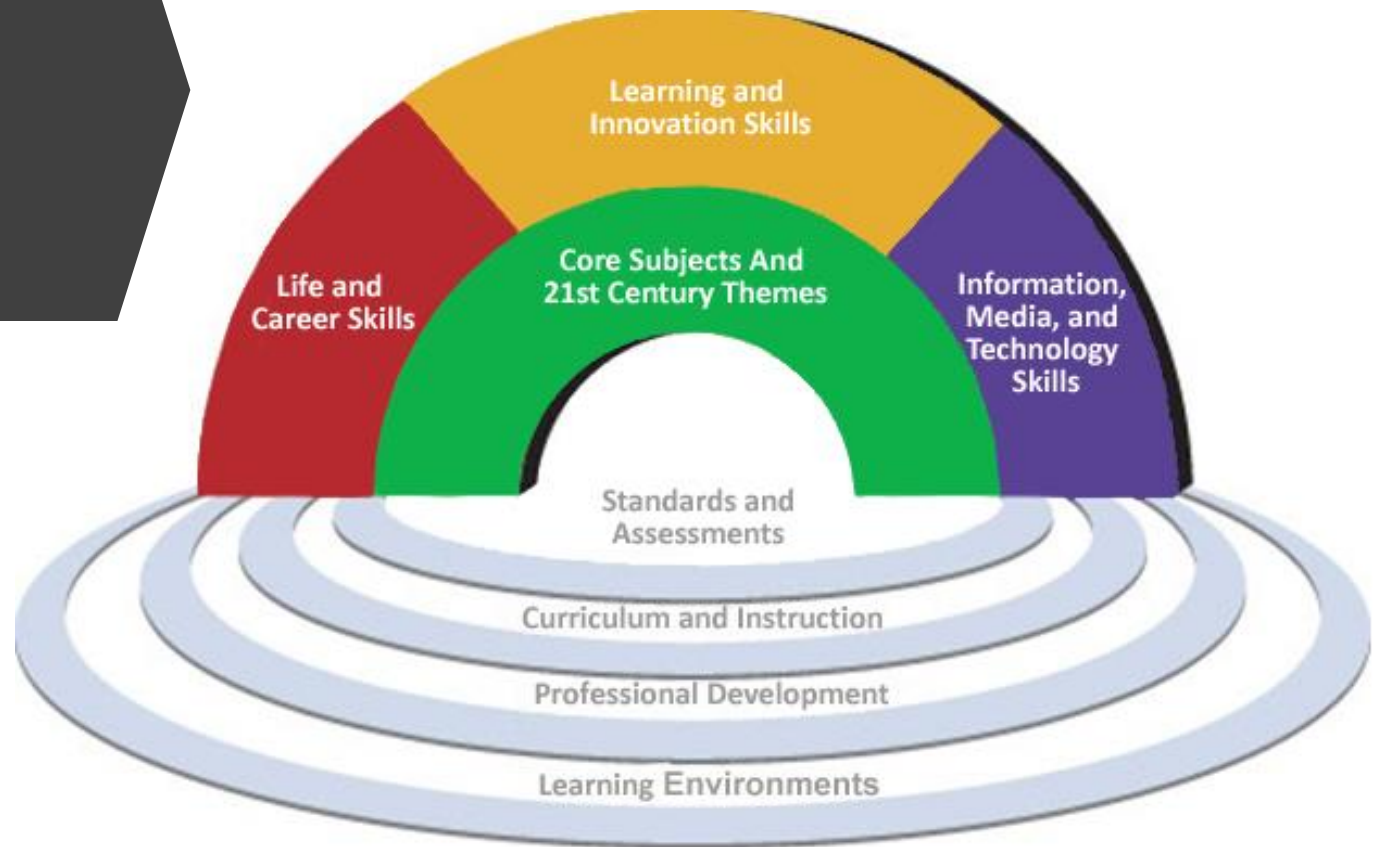 Learning and
Innovation Skills
Core Subjects And
21st Century Themes
Life and
Career Skills
Information,
Media, and
Technology
Skills
Standards and
Assessments
Curriculum and Instruction
Professional Development
Learning Environments